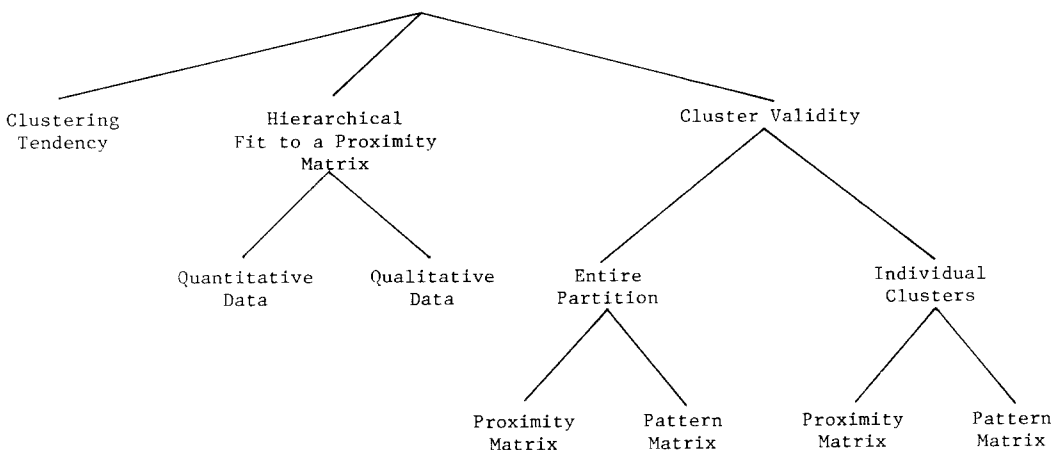 Clustering
Tendency
Hierarchical
Fit to a Proximity
Matrix
Cluster Validity
Quantitative
Data
Qualitative
Data
Entire
Partition
Individual
Clusters
Proximity
Matrix
Pattern
Matrix
Proximity
Matrix
Pattern
Matrix